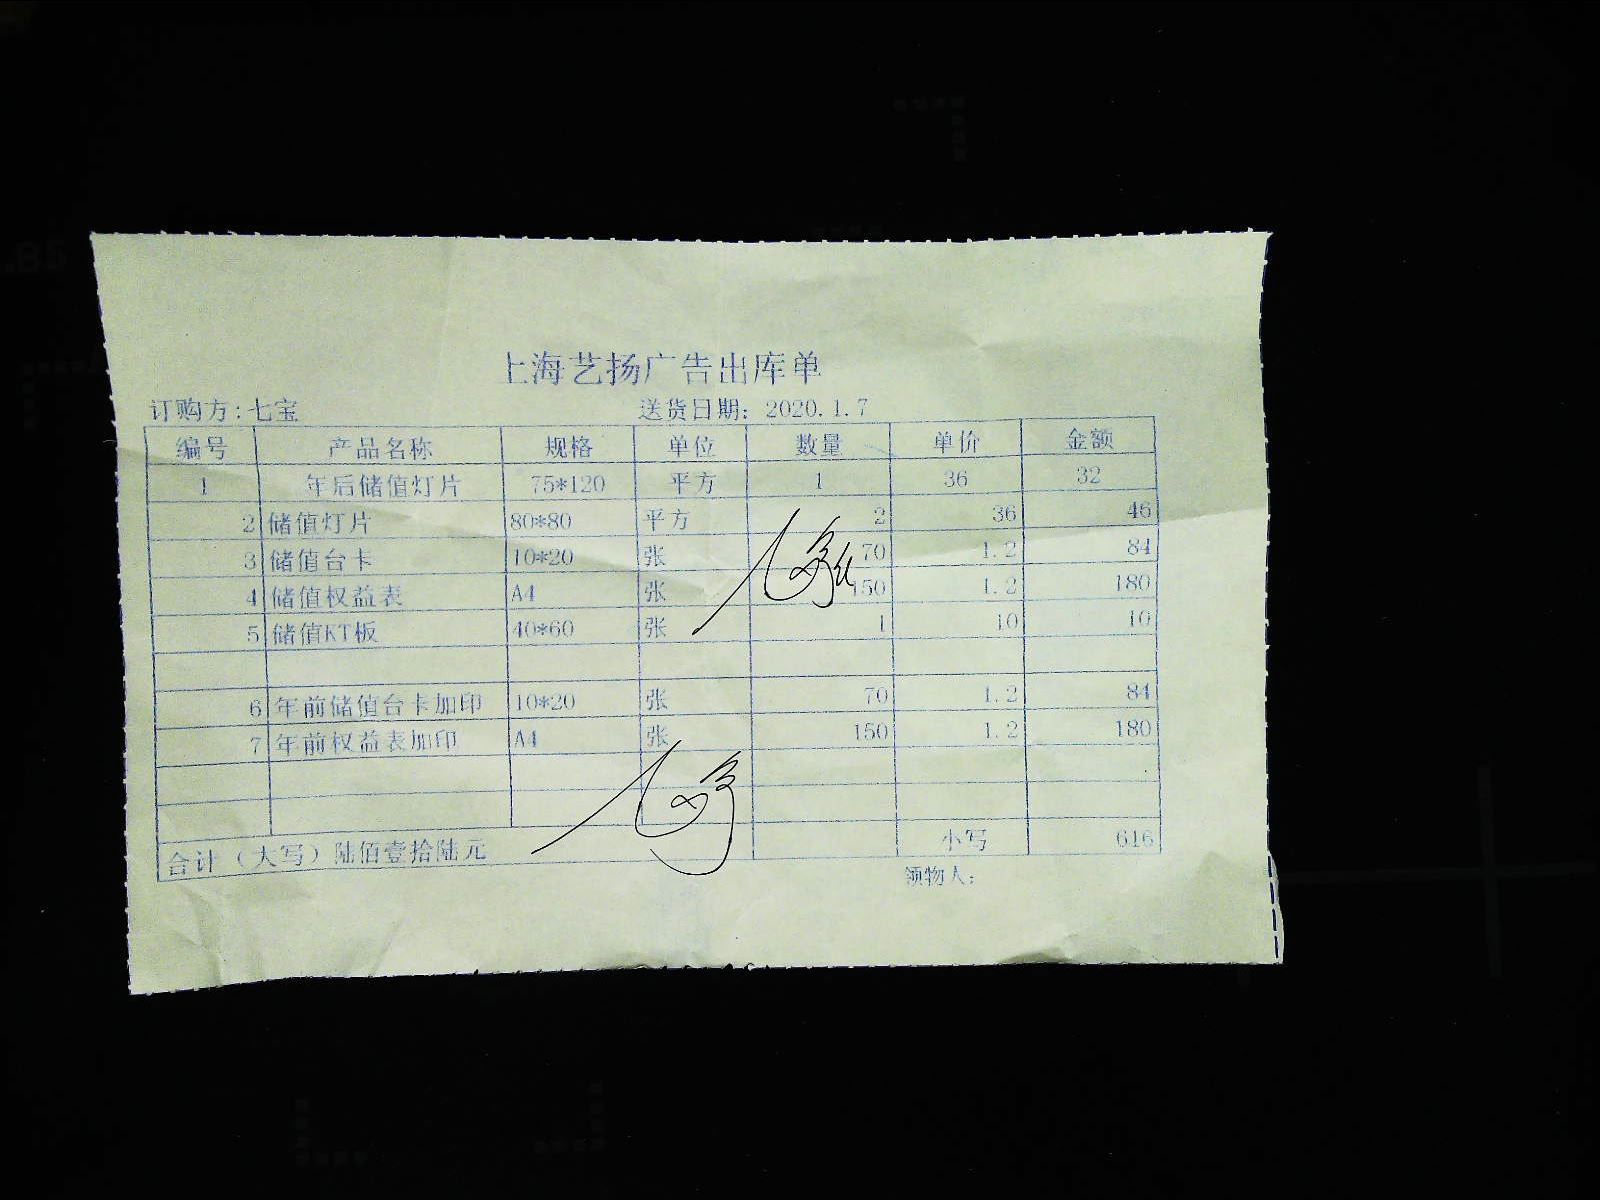 上海艺扬广告出库单
订购方:七宝 送货日期: 2020.1.7
编号 产品名称 规格 单位 数量 单价 金额
1 年后储值灯片 75*120 平方 1 36 32
2 储值灯片 80*80 平方 2 36 46
3 储值台卡 10*20 张 70 1.2 84
4 储值权益表 A4 张 150 1.2 180
5 储值KT板 40*60 张 1 10 10
6 年前储值台卡加印 10*20 张 70 1.2 84
7 年前权益表加印 A4 张 150 1.2 180
合计（大写）陆佰壹拾陆元 小写 616
领物人: